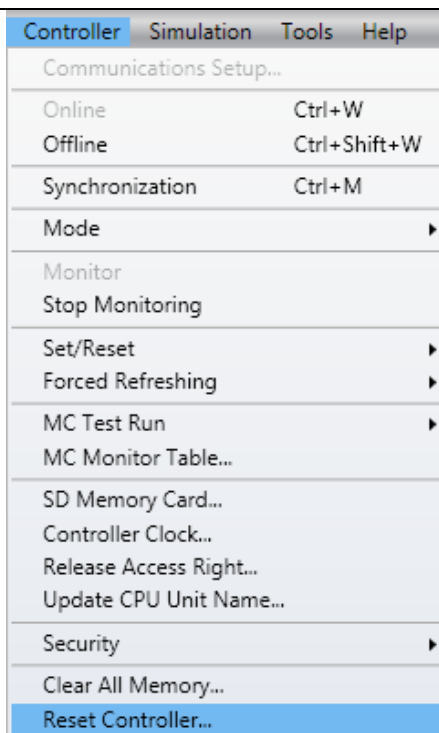 Controller Simulation Tools Help
Communications Setup...
Online Ctrl+W
Offline Ctrl+Shift+W
Synchronization Ctrl+M
Mode
Monitor
Stop Monitoring
Set/Reset
Forced Refreshing
MC Test Run
MC Monitor Table...
SD Memory Card...
Controller Clock...
Release Access Right...
Update CPU Unit Name...
Security
Clear All Memory...
Reset Controller...